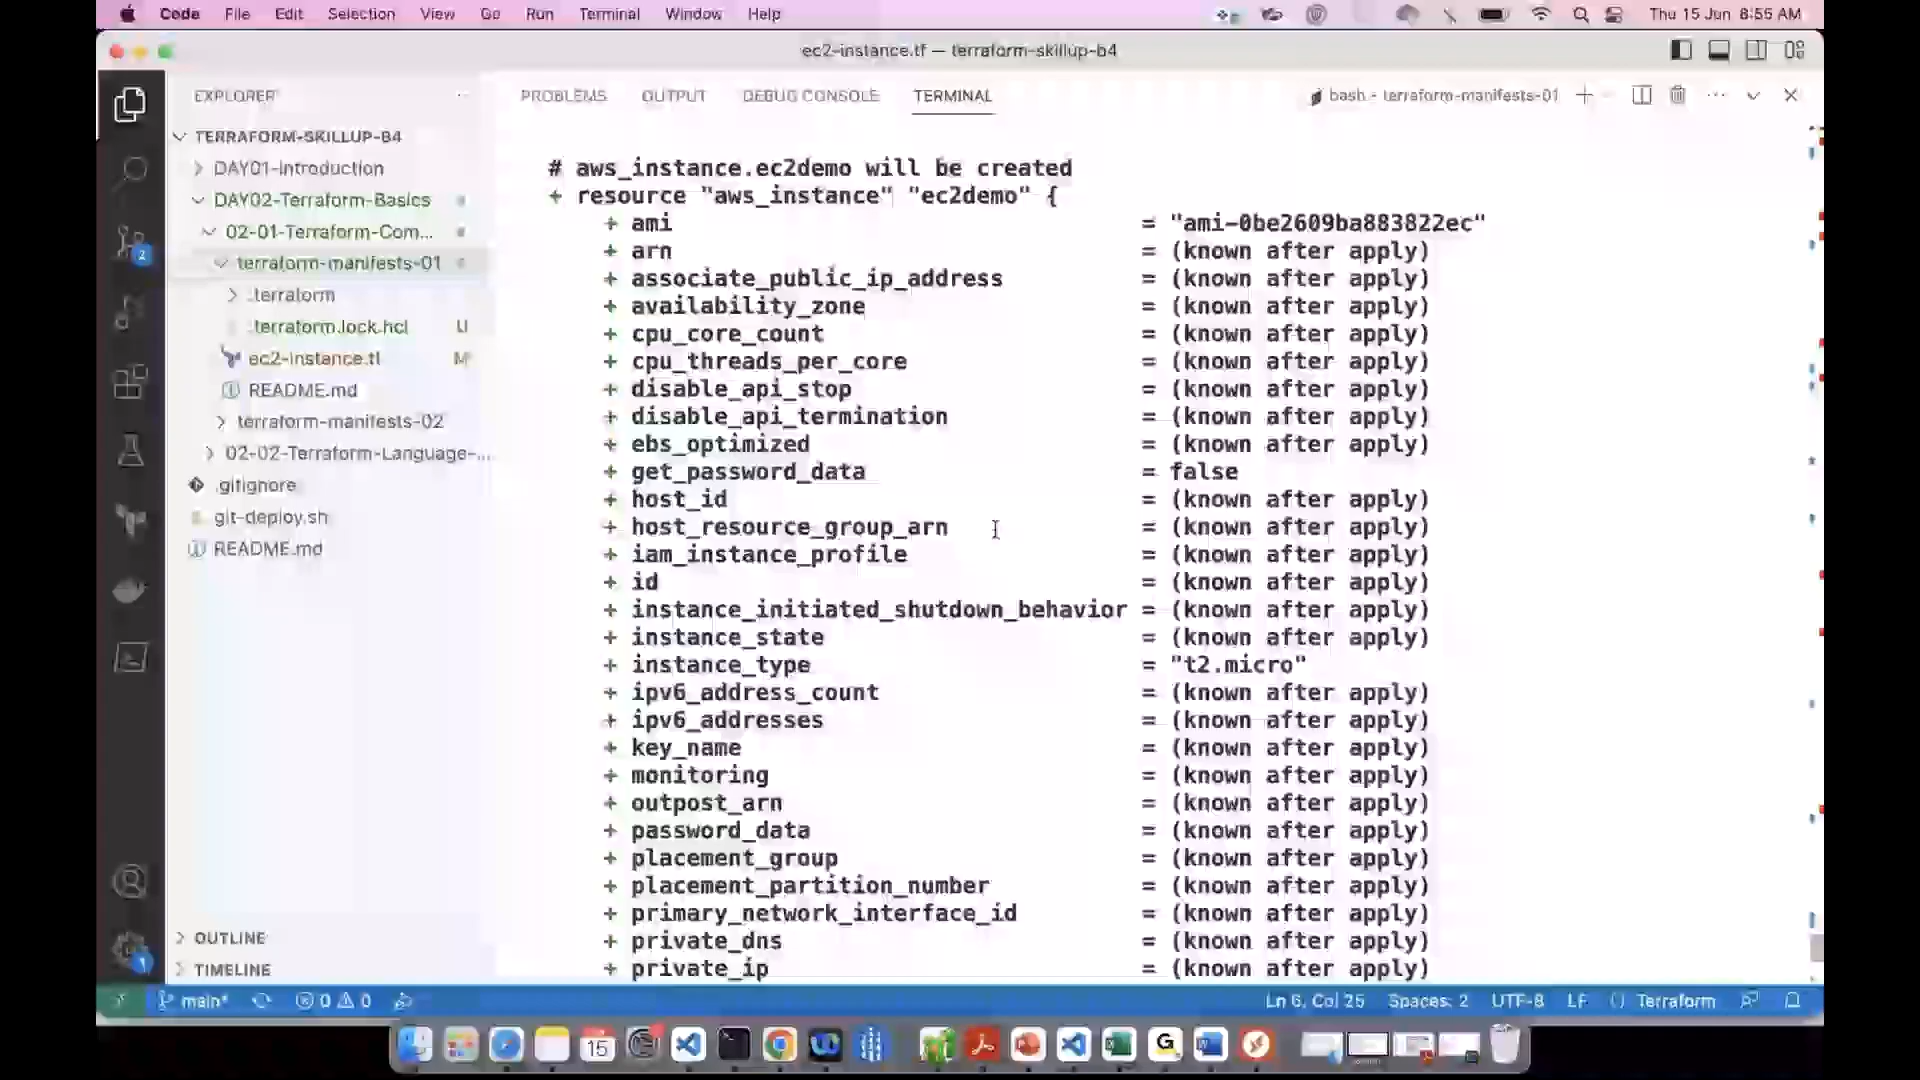 Code File Edit Selection View Go Run Terminal Window Help Thu 15 Jun 8:55 AM
ec2-instance.tf — terraform-skillup-b4
EXPLORER
PROBLEMS OUTPUT DEBUG CONSOLE TERMINAL bash - terraform-manifests-01
TERRAFORM-SKILLUP-B4
DAY01-Introduction
DAY02-Terraform-Basics
02-01-Terraform-Com...
terraform-manifests-01
.terraform
.terraform.lock.hcl U
ec2-instance.tf M
README.md
terraform-manifests-02
02-02-Terraform-Language-...
.gitignore
git-deploy.sh
README.md
OUTLINE
TIMELINE
2
1
# aws_instance.ec2demo will be created
+ resource "aws_instance" "ec2demo" {
+ ami = "ami-0be2609ba883822ec"
+ arn = (known after apply)
+ associate_public_ip_address = (known after apply)
+ availability_zone = (known after apply)
+ cpu_core_count = (known after apply)
+ cpu_threads_per_core = (known after apply)
+ disable_api_stop = (known after apply)
+ disable_api_termination = (known after apply)
+ ebs_optimized = (known after apply)
+ get_password_data = false
+ host_id = (known after apply)
+ host_resource_group_arn = (known after apply)
+ iam_instance_profile = (known after apply)
+ id = (known after apply)
+ instance_initiated_shutdown_behavior = (known after apply)
+ instance_state = (known after apply)
+ instance_type = "t2.micro"
+ ipv6_address_count = (known after apply)
+ ipv6_addresses = (known after apply)
+ key_name = (known after apply)
+ monitoring = (known after apply)
+ outpost_arn = (known after apply)
+ password_data = (known after apply)
+ placement_group = (known after apply)
+ placement_partition_number = (known after apply)
+ primary_network_interface_id = (known after apply)
+ private_dns = (known after apply)
+ private_ip = (known after apply)
main* 0 0 Ln 6, Col 25 Spaces: 2 UTF-8 LF Terraform
15